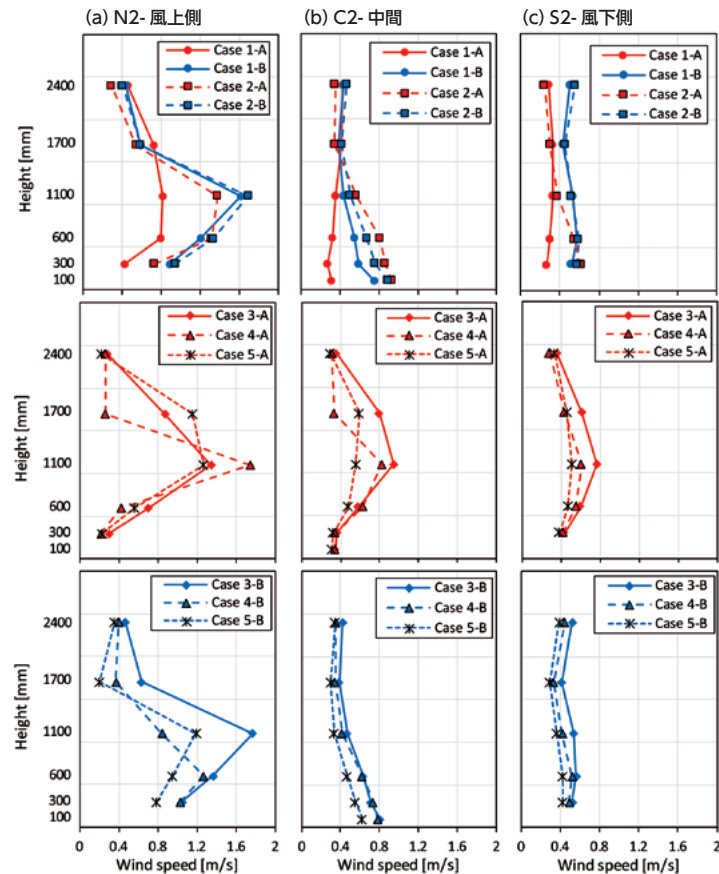 (a) N2- 風上側
(b) C2- 中間
(c) S2- 風下側
Height [mm]
2400
1700
1100
600
300
100
Case 1-A
Case 1-B
Case 2-A
Case 2-B
Case 1-A
Case 1-B
Case 2-A
Case 2-B
Case 1-A
Case 1-B
Case 2-A
Case 2-B
Height [mm]
2400
1700
1100
600
300
100
Case 3-A
Case 4-A
Case 5-A
Case 3-A
Case 4-A
Case 5-A
Case 3-A
Case 4-A
Case 5-A
Height [mm]
2400
1700
1100
600
300
100
Case 3-B
Case 4-B
Case 5-B
Case 3-B
Case 4-B
Case 5-B
Case 3-B
Case 4-B
Case 5-B
0 0.4 0.8 1.2 1.6 2
0 0.4 0.8 1.2 1.6 2
0 0.4 0.8 1.2 1.6 2
Wind speed [m/s]
Wind speed [m/s]
Wind speed [m/s]